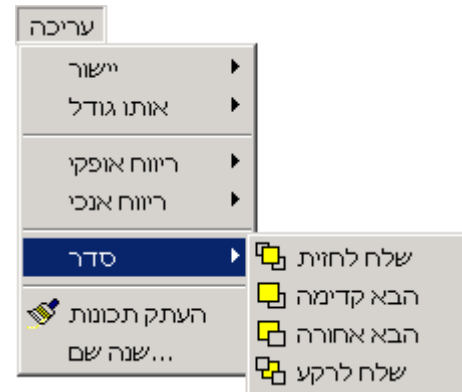 עריכה
יישור
אותו גודל
ריווח אופקי
ריווח אנכי
סדר
העתק תכונות
שנה שם...
שלח לחזית
הבא קדימה
הבא אחורה
שלח לרקע